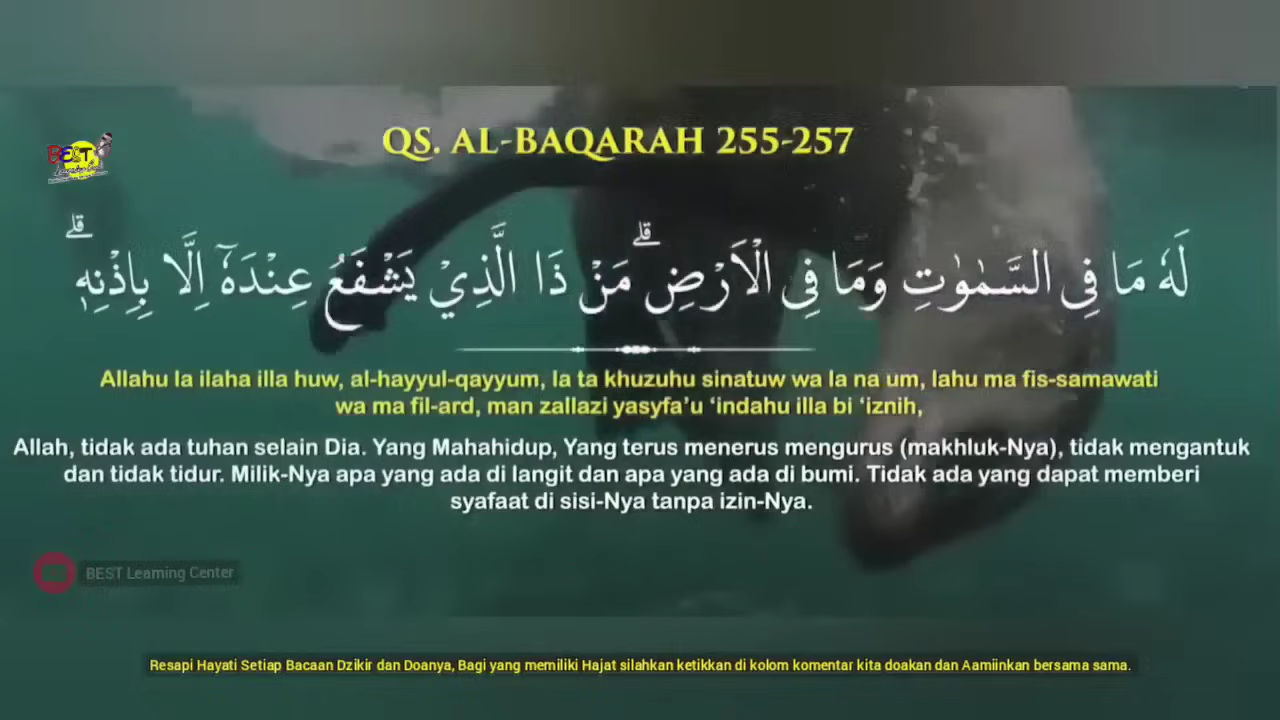 QS. AL-BAQARAH 255-257
BEST
لَهٗ مَا فِى السَّمٰوٰتِ وَمَا فِى الْاَرْضِۗ مَنْ ذَا الَّذِيْ يَشْفَعُ عِنْدَهٗٓ اِلَّا بِاِذْنِهٖۗ
Allahu la ilaha illa huw, al-hayyul-qayyum, la ta khuzuhu sinatuw wa la na um, lahu ma fis-samawati
wa ma fil-ard, man zallazi yasyfa’u ‘indahu illa bi ‘iznih,
Allah, tidak ada tuhan selain Dia. Yang Mahahidup, Yang terus menerus mengurus (makhluk-Nya), tidak mengantuk
dan tidak tidur. Milik-Nya apa yang ada di langit dan apa yang ada di bumi. Tidak ada yang dapat memberi
syafaat di sisi-Nya tanpa izin-Nya.
BEST Learning Center
Resapi Hayati Setiap Bacaan Dzikir dan Doanya, Bagi yang memiliki Hajat silahkan ketikkan di kolom komentar kita doakan dan Aamiinkan bersama sama.